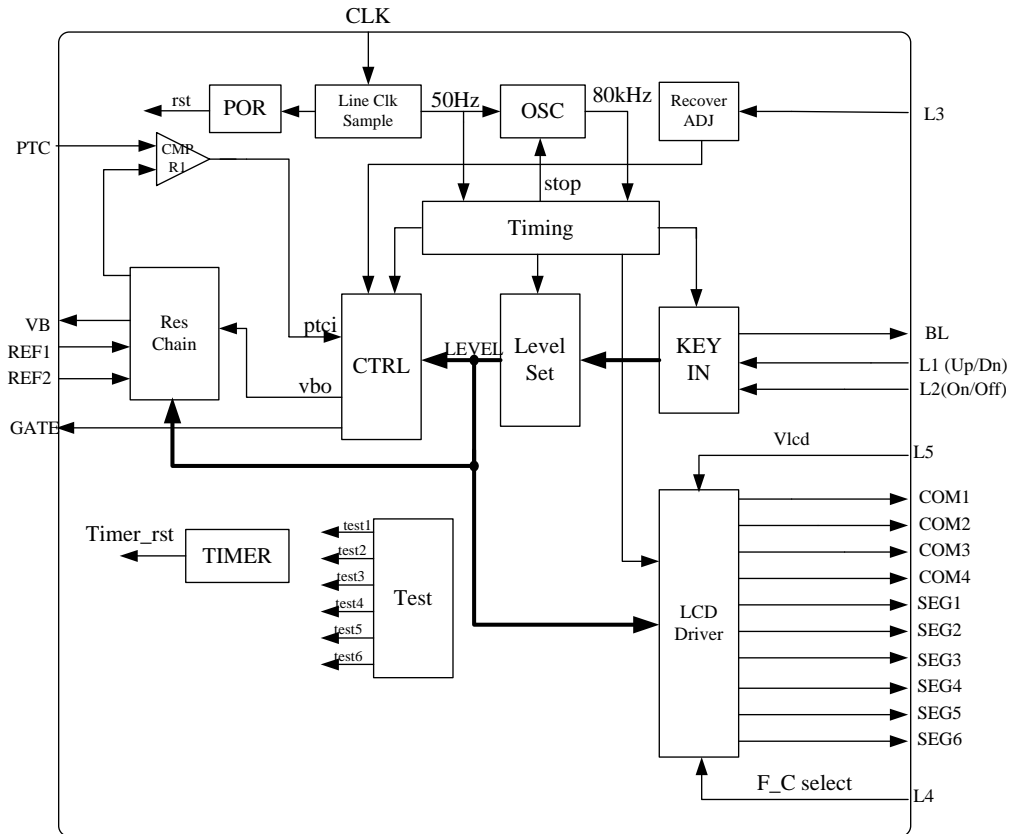 CLK
rst
POR
Line Clk
Sample
50Hz
OSC
80kHz
Recover
ADJ
L3
PTC
CMP
R1
stop
Timing
VB
REF1
REF2
GATE
Res
Chain
ptci
vbo
CTRL
LEVEL
Level
Set
KEY
IN
BL
L1 (Up/Dn)
L2(On/Off)
Vlcd
L5
Timer_rst
TIMER
test1
test2
test3
test4
test5
test6
Test
LCD
Driver
COM1
COM2
COM3
COM4
SEG1
SEG2
SEG3
SEG4
SEG5
SEG6
F_C select
L4